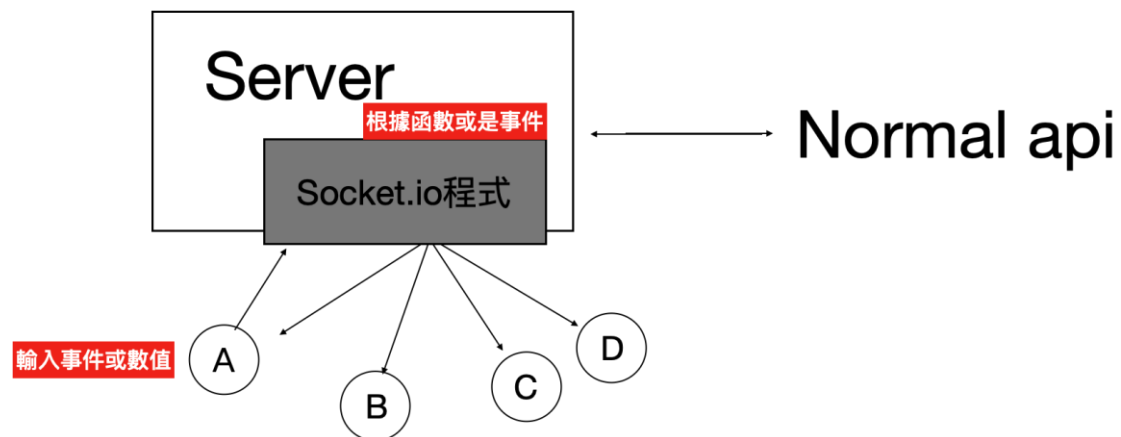 Server
根據函數或是事件
Normal api
Socket.io程式
輸入事件或數值
A
B
C
D